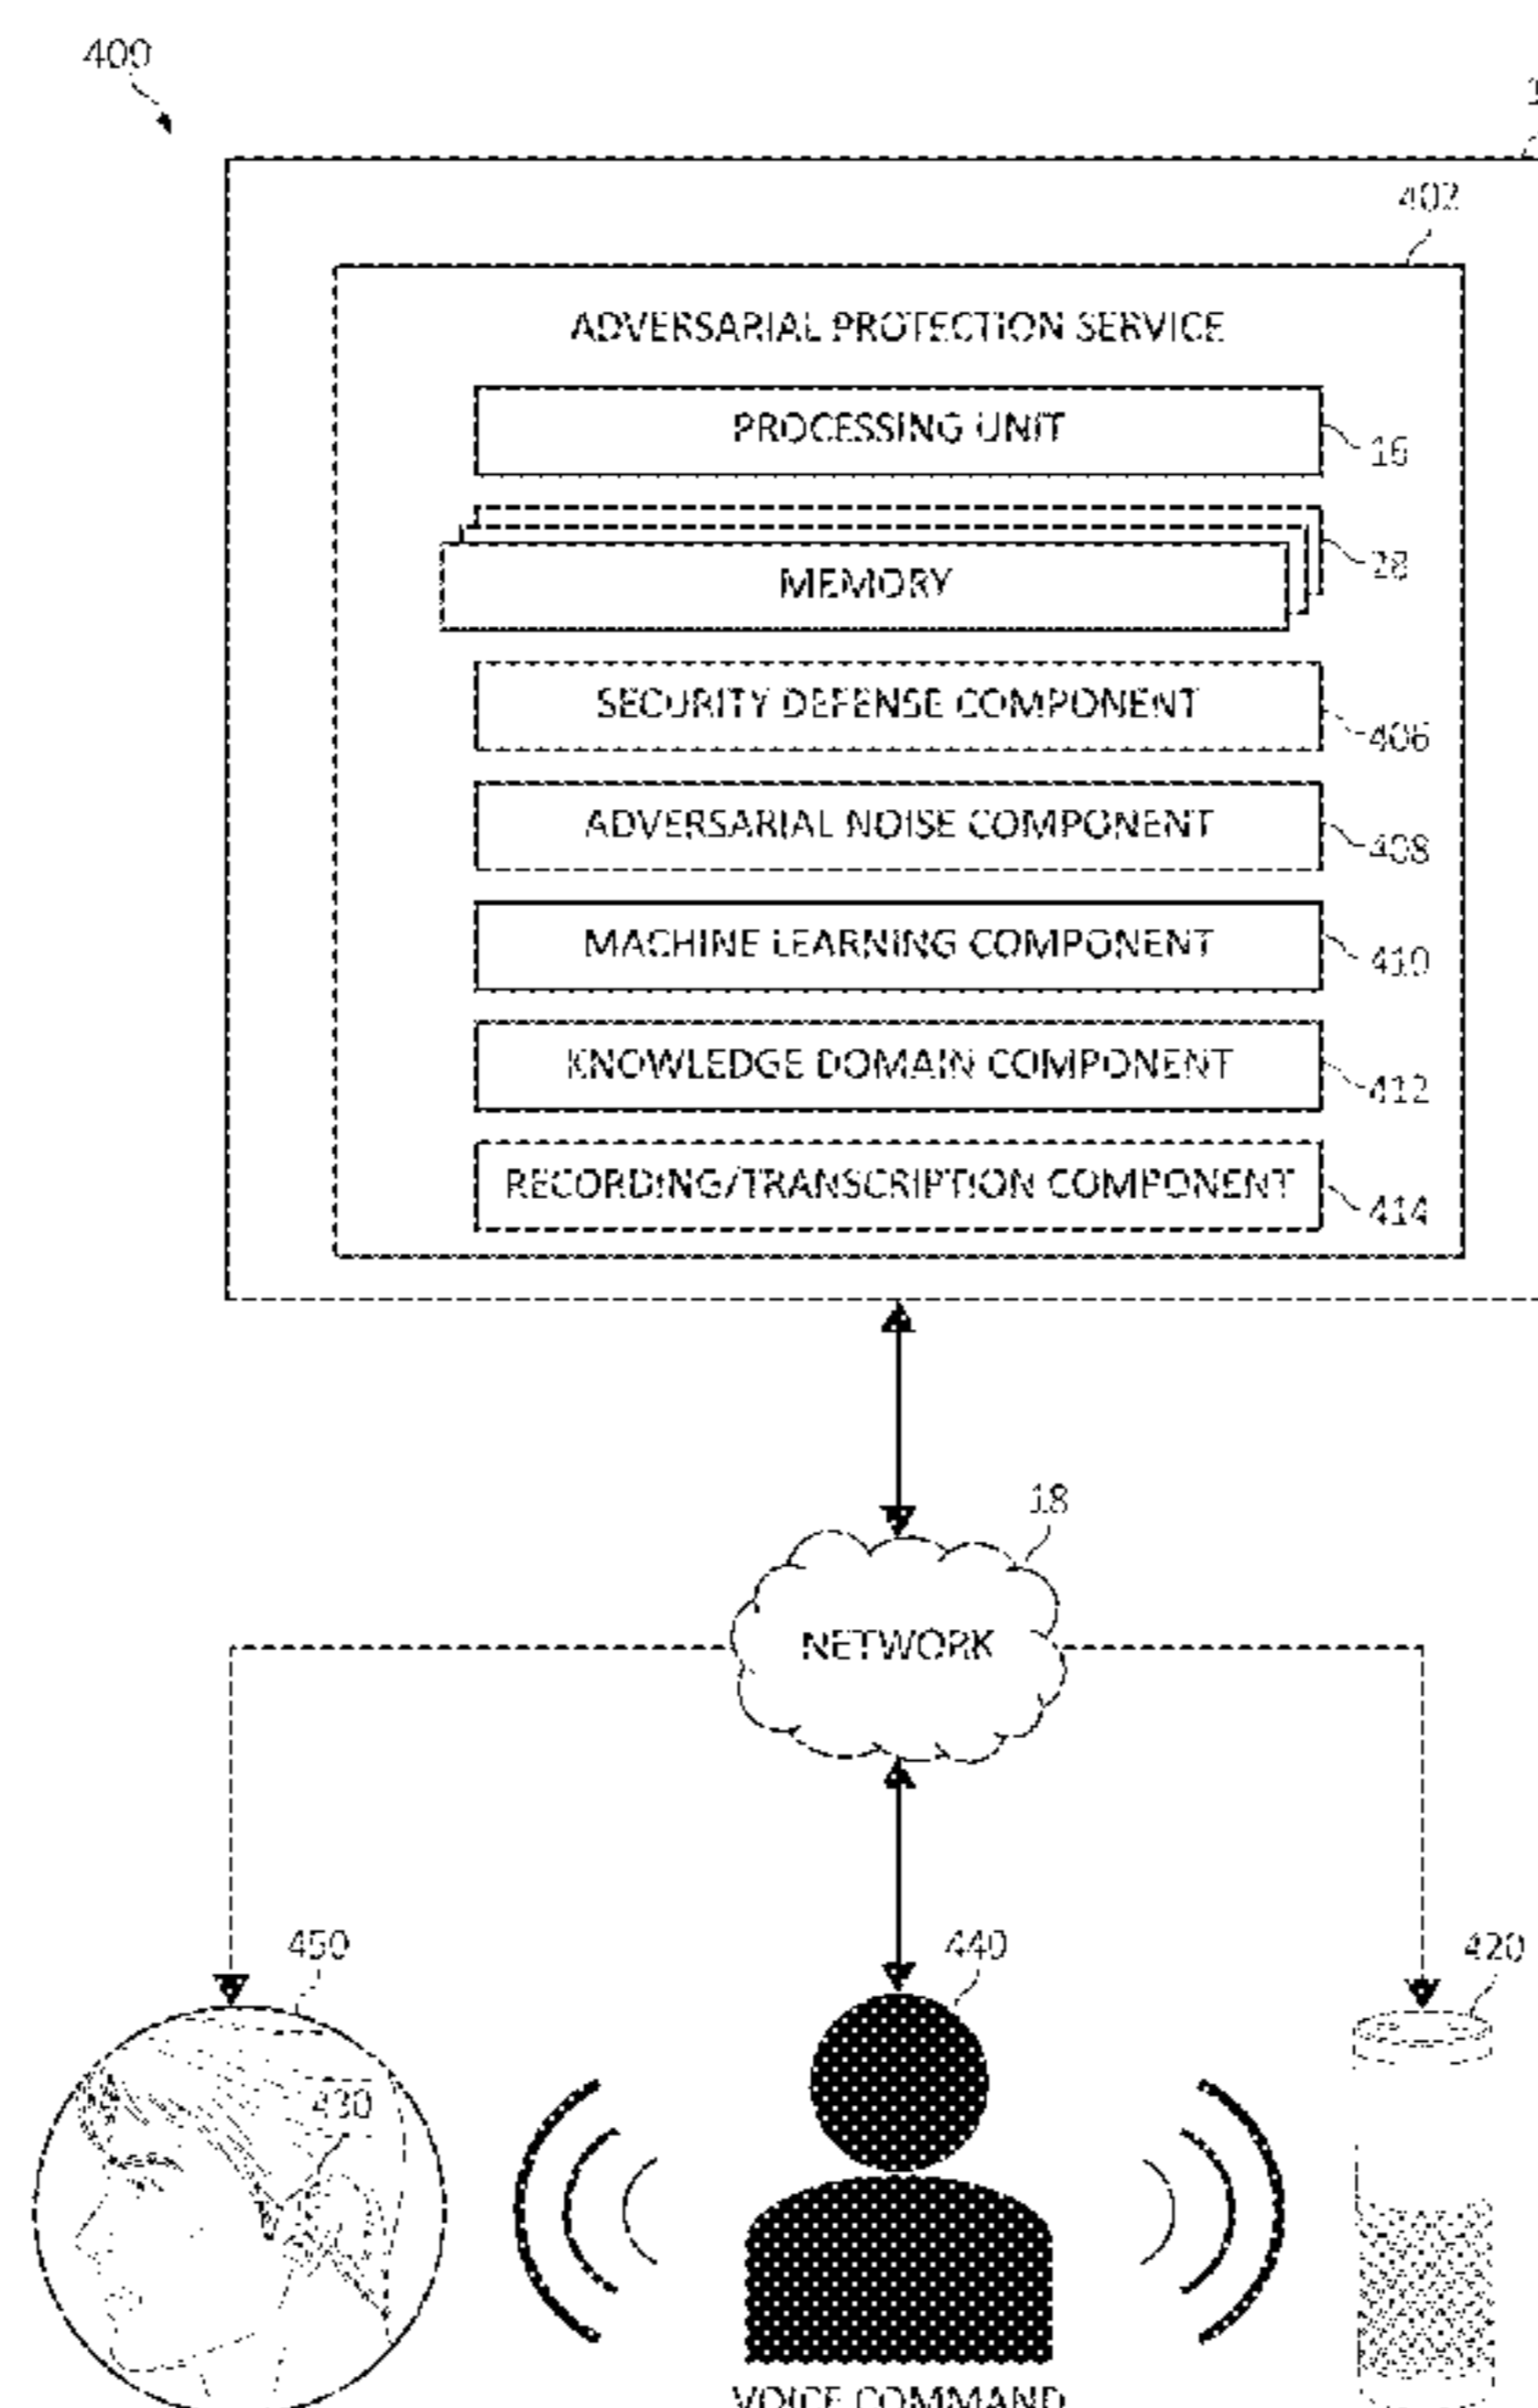 400
402
ADVERSARIAL PROTECTION SERVICE
PROCESSING UNIT
16
MEMORY
28
SECURITY DEFENSE COMPONENT
406
ADVERSARIAL NOISE COMPONENT
408
MACHINE LEARNING COMPONENT
410
KNOWLEDGE DOMAIN COMPONENT
412
RECORDING/TRANSCRIPTION COMPONENT
414
18
NETWORK
450
440
420
430
VOICE COMMAND